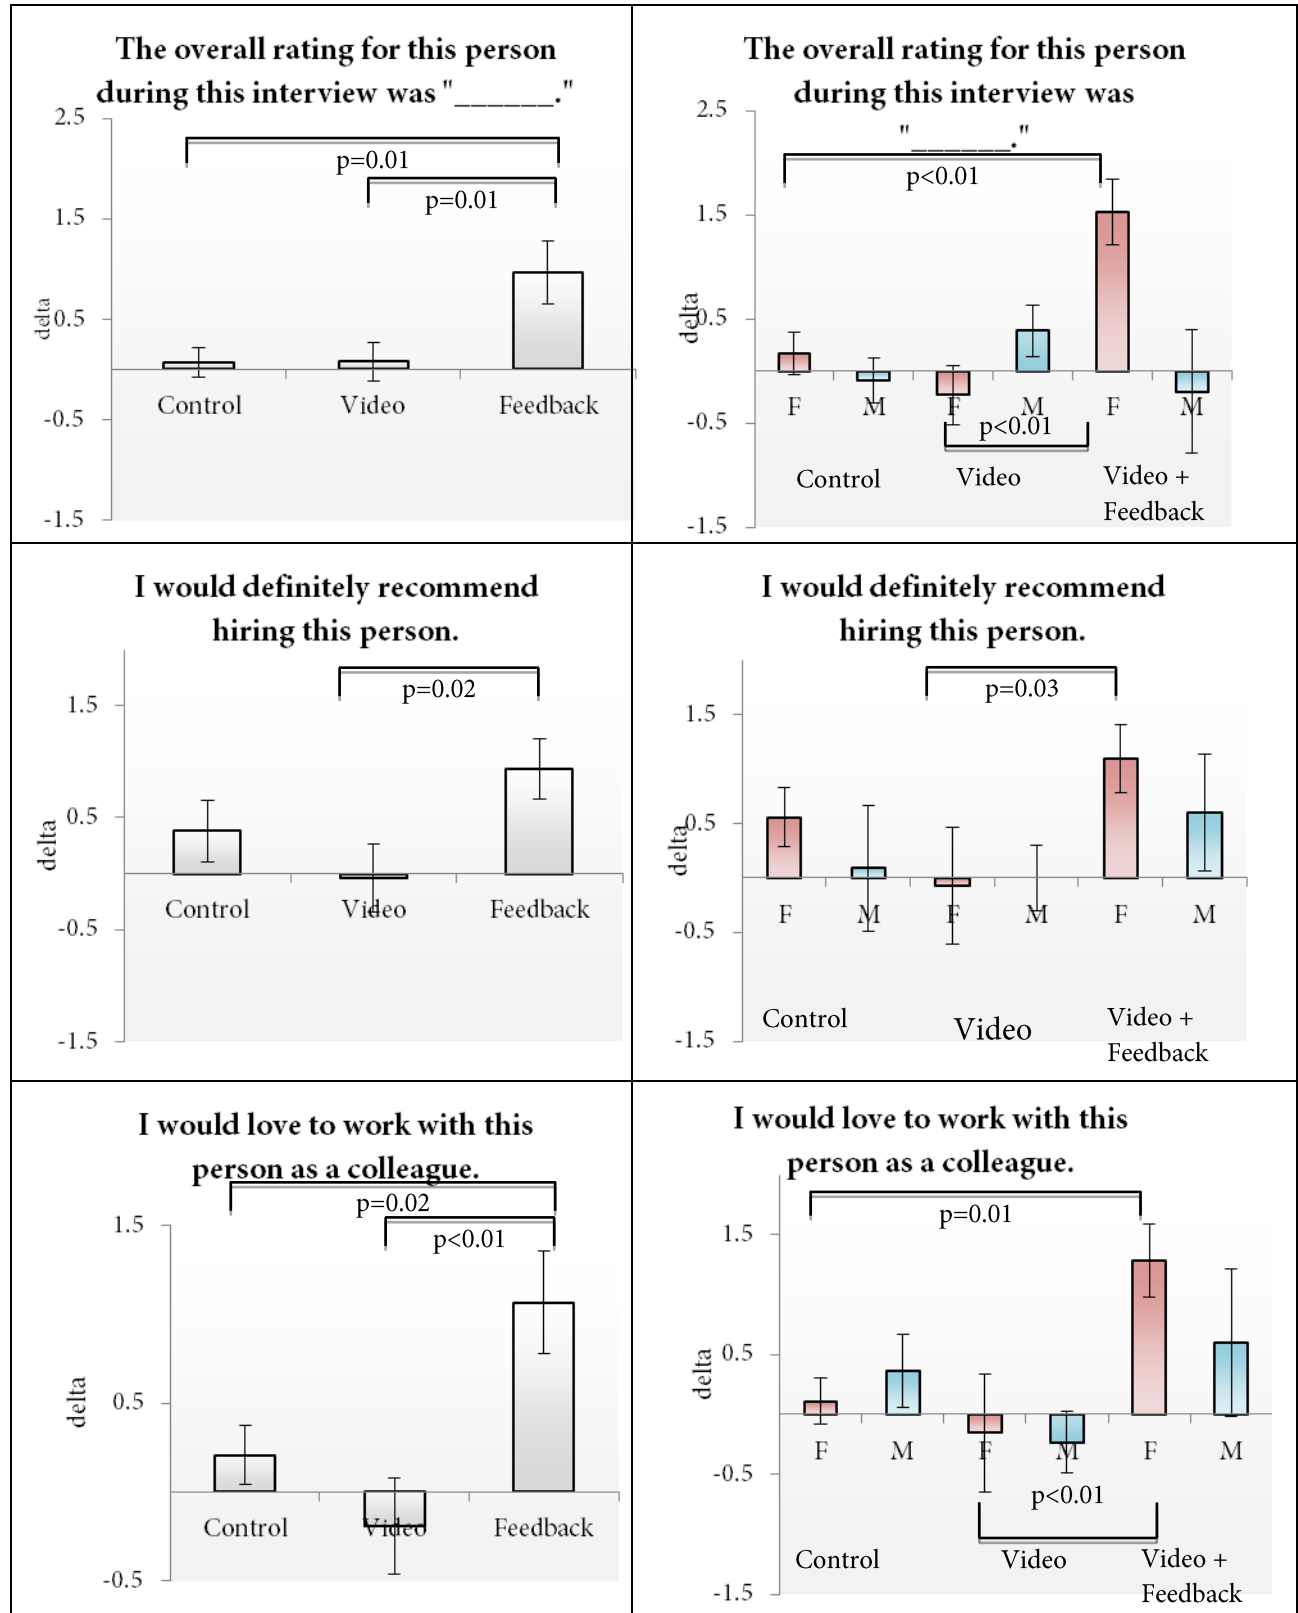 The overall rating for this person
during this interview was "______."
2.5
p=0.01
p=0.01
1.5
delta
0.5
Control Video Feedback
-0.5
-1.5
The overall rating for this person
during this interview was
"______."
2.5
p<0.01
1.5
delta
0.5
F M F M F M
-0.5
p<0.01
Control Video Video +
Feedback
-1.5
I would definitely recommend
hiring this person.
p=0.02
1.5
0.5
delta
Control Video Feedback
-0.5
-1.5
I would definitely recommend
hiring this person.
p=0.03
1.5
0.5
delta
F M F M F M
-0.5
Control Video Video +
Feedback
-1.5
I would love to work with this
person as a colleague.
p=0.02
1.5
p<0.01
delta
0.5
Control Video Feedback
-0.5
I would love to work with this
person as a colleague.
p=0.01
1.5
0.5
delta
F M F M F M
-0.5
p<0.01
Control Video Video +
Feedback
-1.5